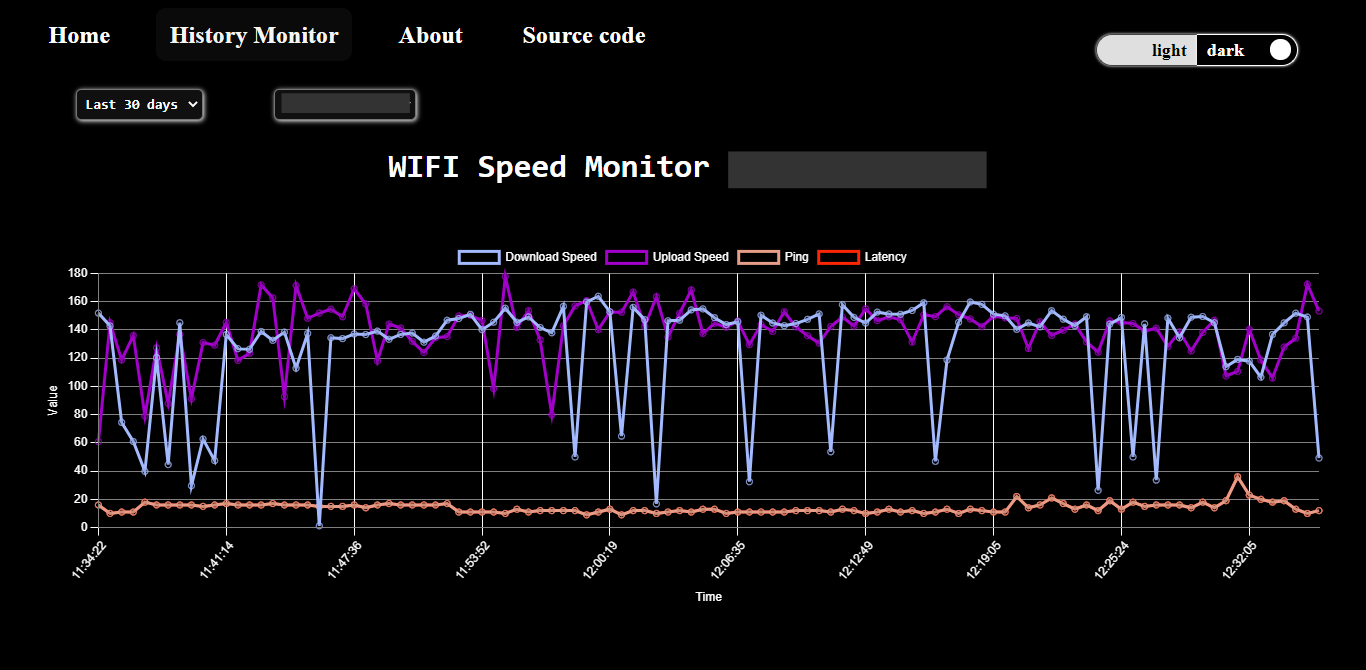 Home History Monitor About Source code
light dark
Last 30 days
WIFI Speed Monitor
Download Speed Upload Speed Ping Latency
180
160
140
120
100
80
60
40
20
0
Value
11:34:22 11:41:14 11:47:36 11:53:52 12:00:19 12:06:35 12:12:49 12:19:05 12:25:24 12:32:05
Time